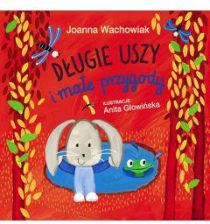 Joanna Wachowiak
DŁUGIE USZY
i małe przygody
ILUSTRACJE
Anita Głowińska